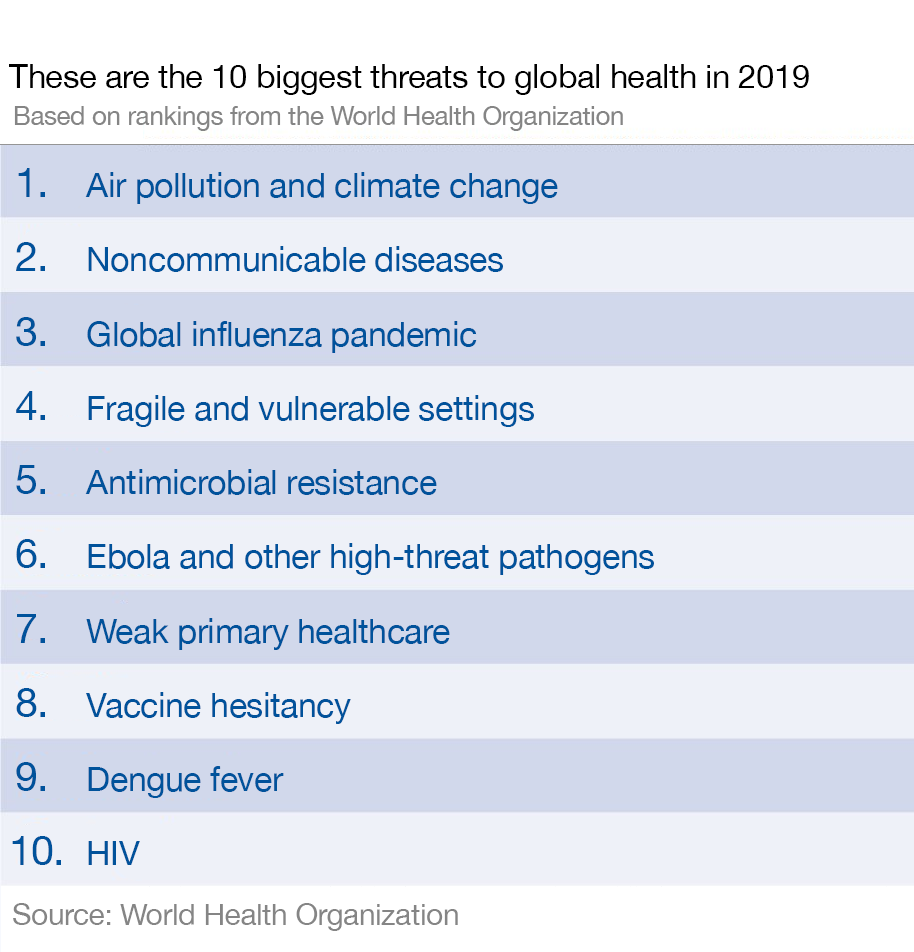 These are the 10 biggest threats to global health in 2019
Based on rankings from the World Health Organization
1. Air pollution and climate change
2. Noncommunicable diseases
3. Global influenza pandemic
4. Fragile and vulnerable settings
5. Antimicrobial resistance
6. Ebola and other high-threat pathogens
7. Weak primary healthcare
8. Vaccine hesitancy
9. Dengue fever
10. HIV
Source: World Health Organization